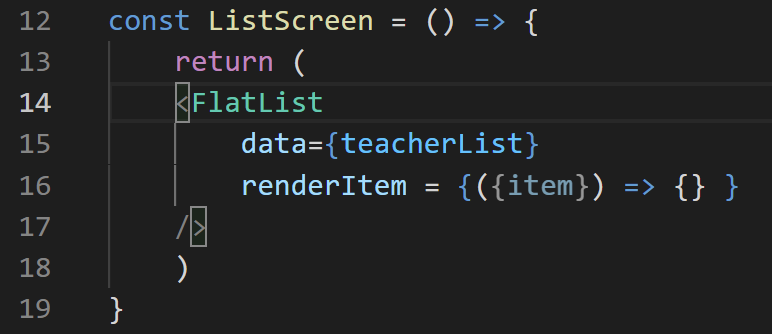 12 const ListScreen = () => {
13 return (
14 <FlatList
15 data={teacherList}
16 renderItem = {({item}) => {} }
17 />
18 )
19 }